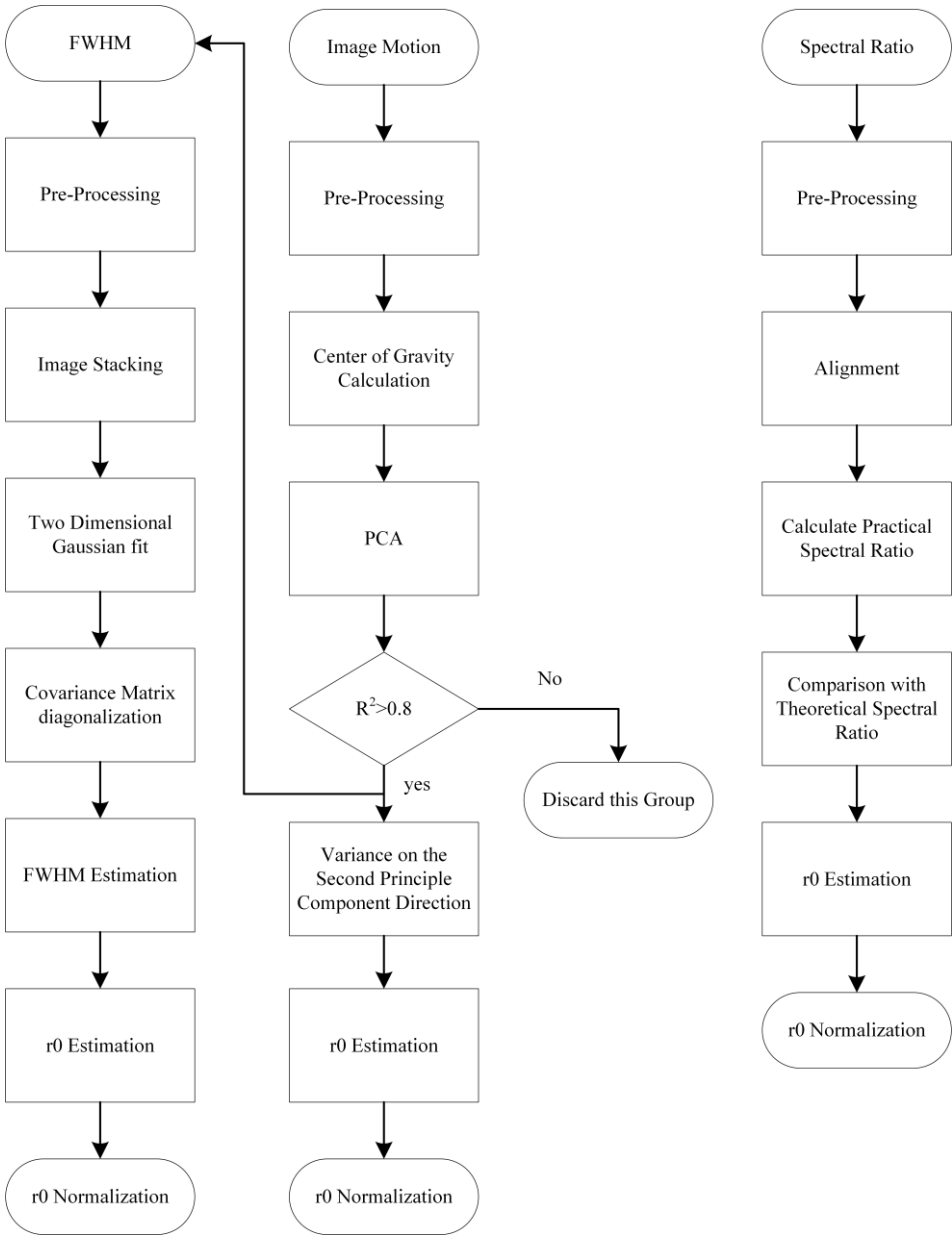 FWHM
Pre-Processing
Image Stacking
Two Dimensional
Gaussian fit
Covariance Matrix
diagonalization
FWHM Estimation
r0 Estimation
r0 Normalization
Image Motion
Pre-Processing
Center of Gravity
Calculation
PCA
R²>0.8
No
yes
Discard this Group
Variance on the
Second Principle
Component Direction
r0 Estimation
r0 Normalization
Spectral Ratio
Pre-Processing
Alignment
Calculate Practical
Spectral Ratio
Comparison with
Theoretical Spectral
Ratio
r0 Estimation
r0 Normalization